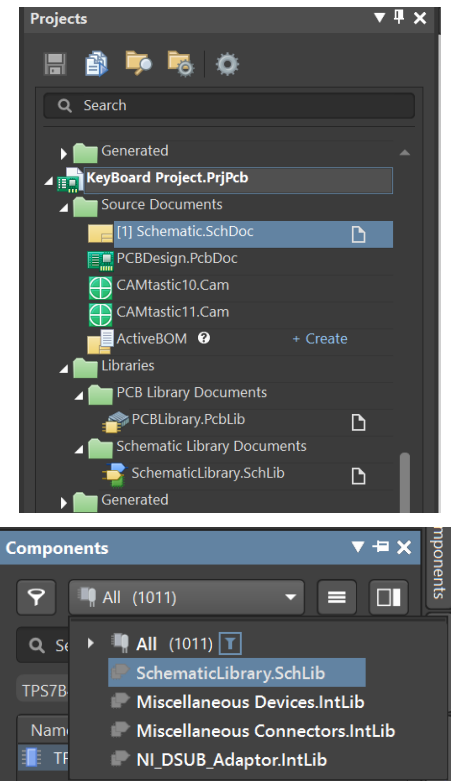 Projects
Search
Generated
KeyBoard Project.PrjPcb
Source Documents
[1] Schematic.SchDoc
PCBDesign.PcbDoc
CAMtastic10.Cam
CAMtastic11.Cam
ActiveBOM ? + Create
Libraries
PCB Library Documents
PCBLibrary.PcbLib
Schematic Library Documents
SchematicLibrary.SchLib
Generated
Components
mponents
All (1011)
Se
All (1011) T
SchematicLibrary.SchLib
TPS7B
Miscellaneous Devices.IntLib
Nam
Miscellaneous Connectors.IntLib
TP
NI_DSUB_Adaptor.IntLib